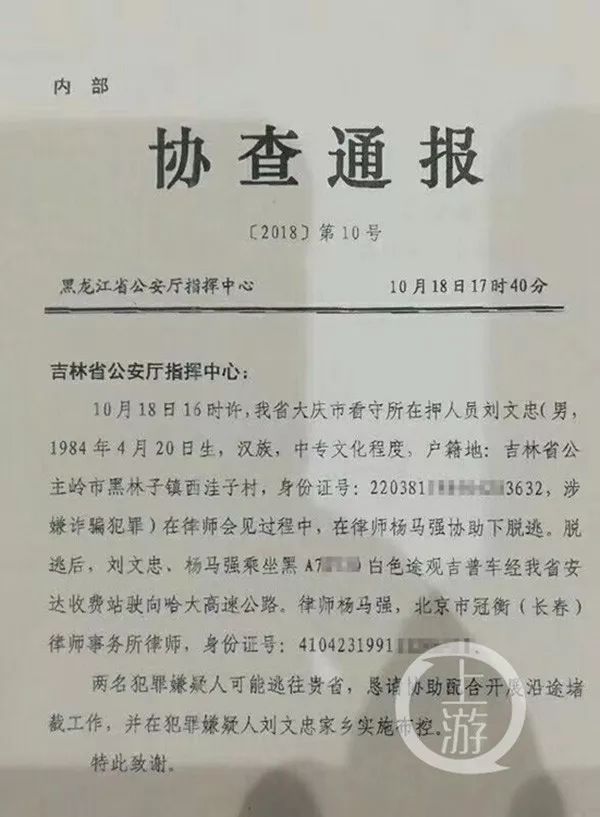 内 部
协查通报
〔2018〕第10号
黑龙江省公安厅指挥中心 10月18日17时40分
吉林省公安厅指挥中心：
10月18日16时许，我省大庆市看守所在押人员刘文忠（男，
1984年4月20日生，汉族，中专文化程度，户籍地：吉林省公
主岭市黑林子镇西洼子村，身份证号：220381 3632，涉
嫌诈骗犯罪）在律师会见过程中，在律师杨马强协助下脱逃。脱
逃后，刘文忠、杨马强乘坐黑A7 白色途观吉普车经我省安
达收费站驶向哈大高速公路。律师杨马强，北京市冠衡（长春）
律师事务所律师，身份证号：4104231991
两名犯罪嫌疑人可能逃往贵省，恳请协助配合开展沿途堵
截工作，并在犯罪嫌疑人刘文忠家乡实施布控。
特此致谢。
上游